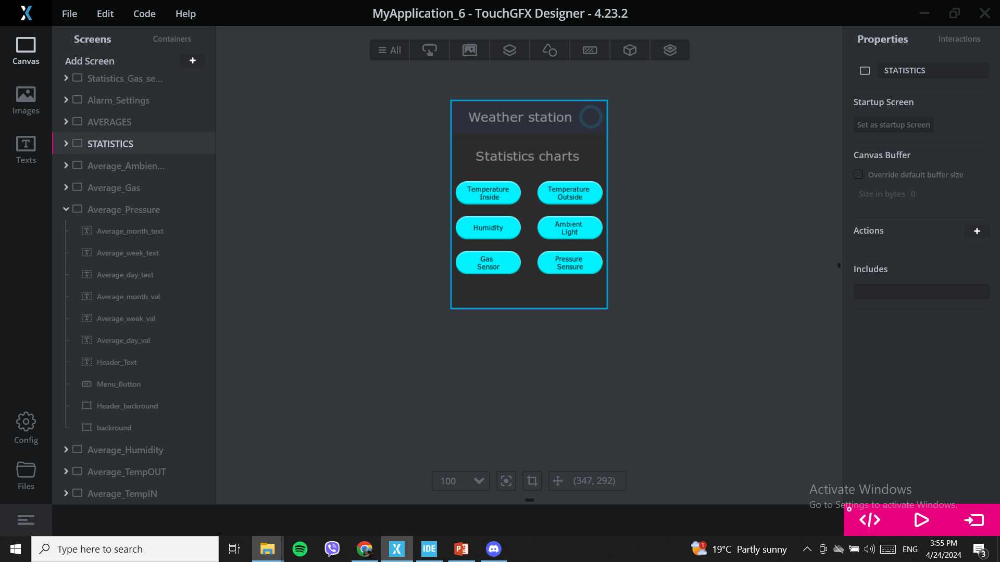 File Edit Code Help
MyApplication_6 - TouchGFX Designer - 4.23.2
Canvas
Images
Texts
Config
Files
Screens Containers
Add Screen +
Statistics_Gas_se...
Alarm_Settings
AVERAGES
STATISTICS
Average_Ambien...
Average_Gas
Average_Pressure
Average_month_text
Average_week_text
Average_day_text
Average_month_val
Average_week_val
Average_day_val
Header_Text
Menu_Button
Header_backround
backround
Average_Humidity
Average_TempOUT
Average_TempIN
All
Weather station
Statistics charts
Temperature
Inside
Temperature
Outside
Humidity
Ambient
Light
Gas
Sensor
Pressure
Sensure
100
(347, 292)
Properties Interactions
STATISTICS
Startup Screen
Set as startup Screen
Canvas Buffer
Override default buffer size
Size in bytes 0
Actions +
Includes
Activate Windows
Go to Settings to activate Windows.
Type here to search
IDE
1
19°C Partly sunny
ENG
3:55 PM
4/24/2024
3